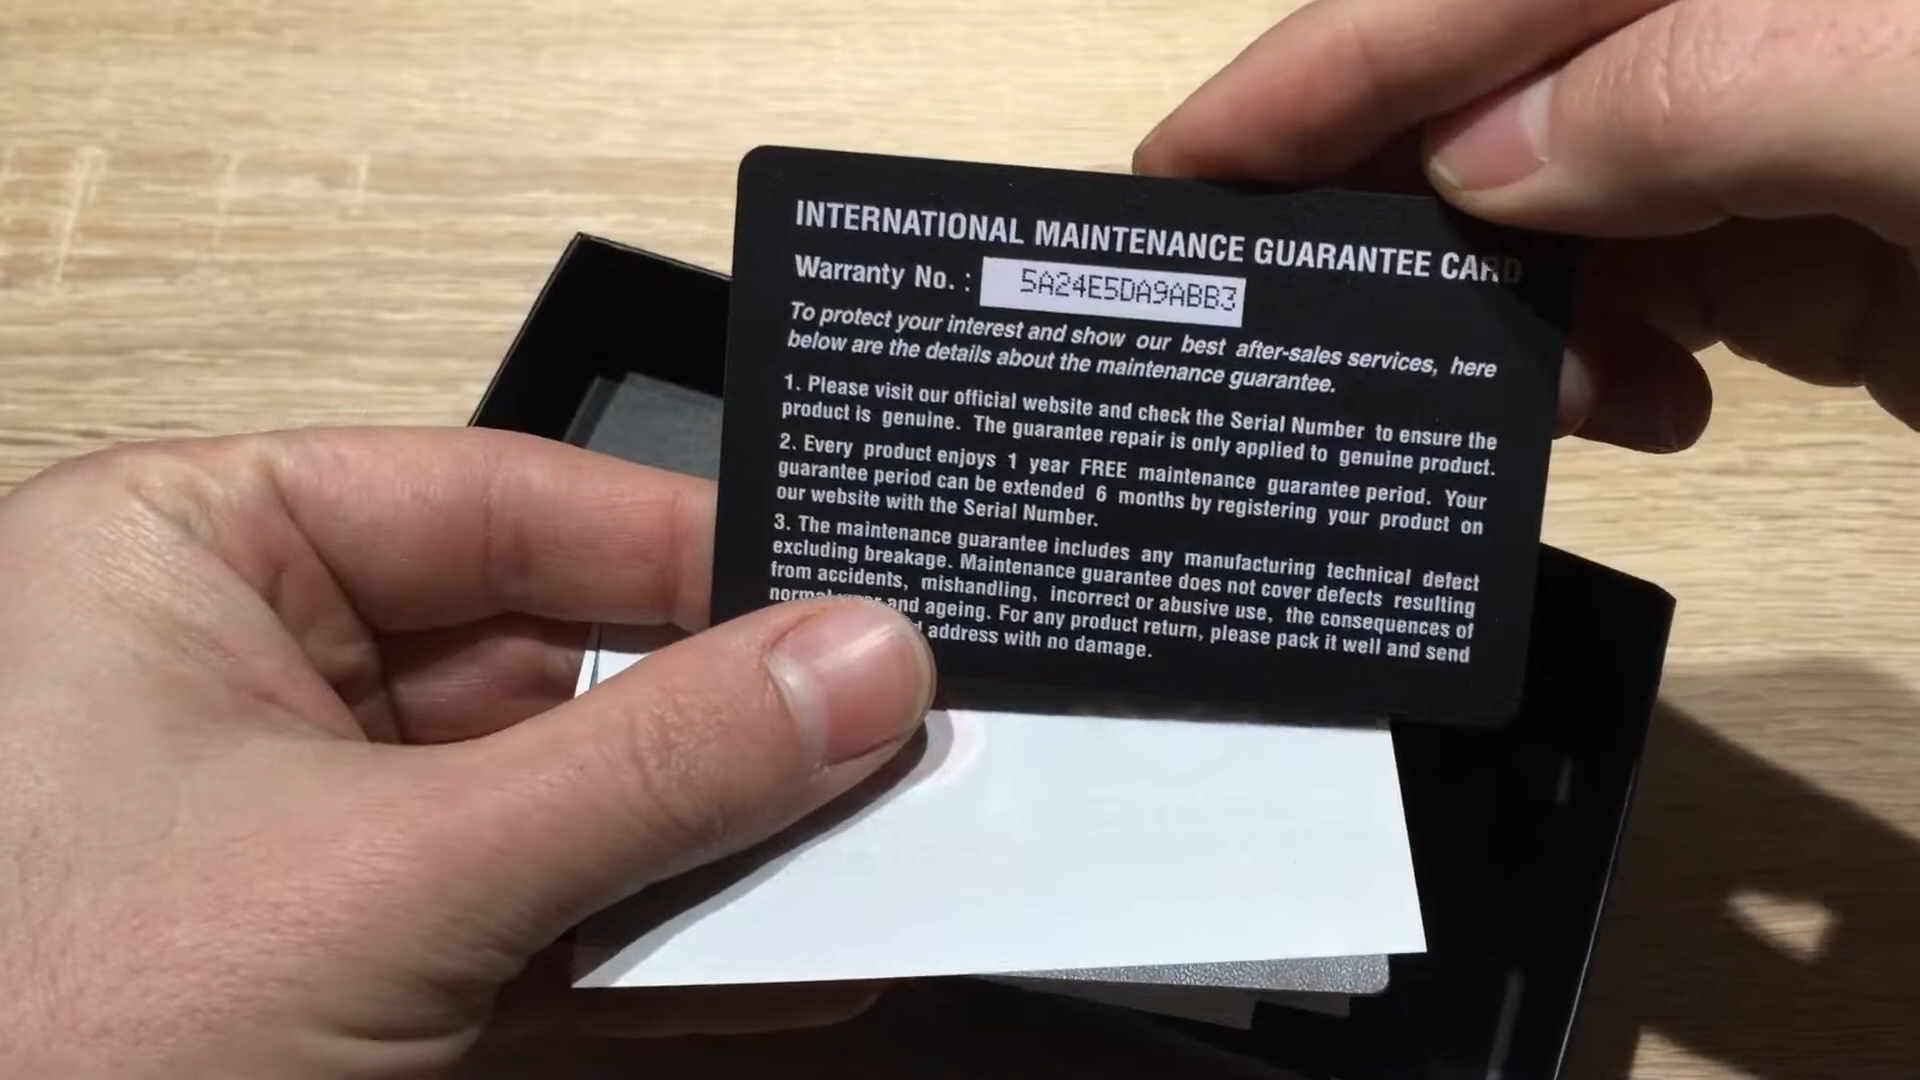 INTERNATIONAL MAINTENANCE GUARANTEE CARD
Warranty No. : 5A24E5DA9ABB3
To protect your interest and show our best after-sales services, here
below are the details about the maintenance guarantee.
1. Please visit our official website and check the Serial Number to ensure the
product is genuine. The guarantee repair is only applied to genuine product.
2. Every product enjoys 1 year FREE maintenance guarantee period. Your
guarantee period can be extended 6 months by registering your product on
our website with the Serial Number.
3. The maintenance guarantee includes any manufacturing technical defect
excluding breakage. Maintenance guarantee does not cover defects resulting
from accidents, mishandling, incorrect or abusive use, the consequences of
normal wear and ageing. For any product return, please pack it well and send
address with no damage.